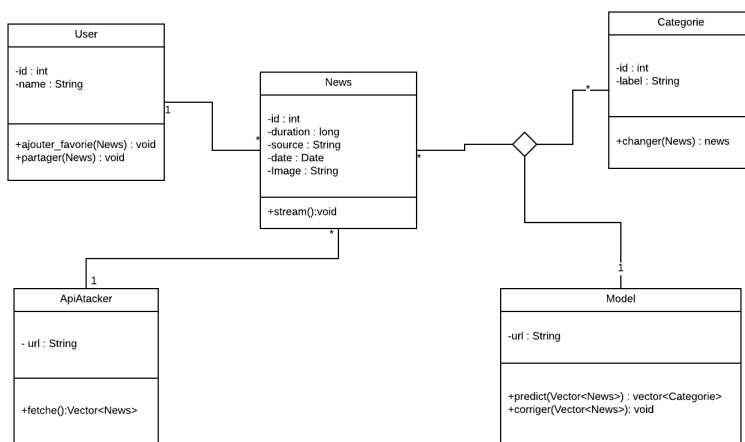 User
-id : int
-name : String
+ajouter_favorie(News) : void
+partager(News) : void
1
*
News
-id : int
-duration : long
-source : String
-date : Date
-Image : String
+stream():void
*
*
Categorie
-id : int
-label : String
+changer(News) : news
*
1
ApiAtacker
- url : String
+fetche():Vector<News>
1
Model
-url : String
+predict(Vector<News>) : vector<Categorie>
+corriger(Vector<News>): void